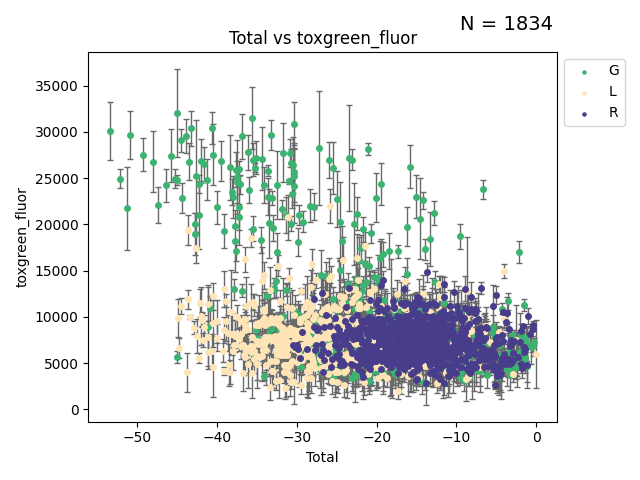 N = 1834
Total vs toxgreen_fluor
G
L
R
toxgreen_fluor
35000
30000
25000
20000
15000
10000
5000
0
−50 −40 −30 −20 −10 0
Total